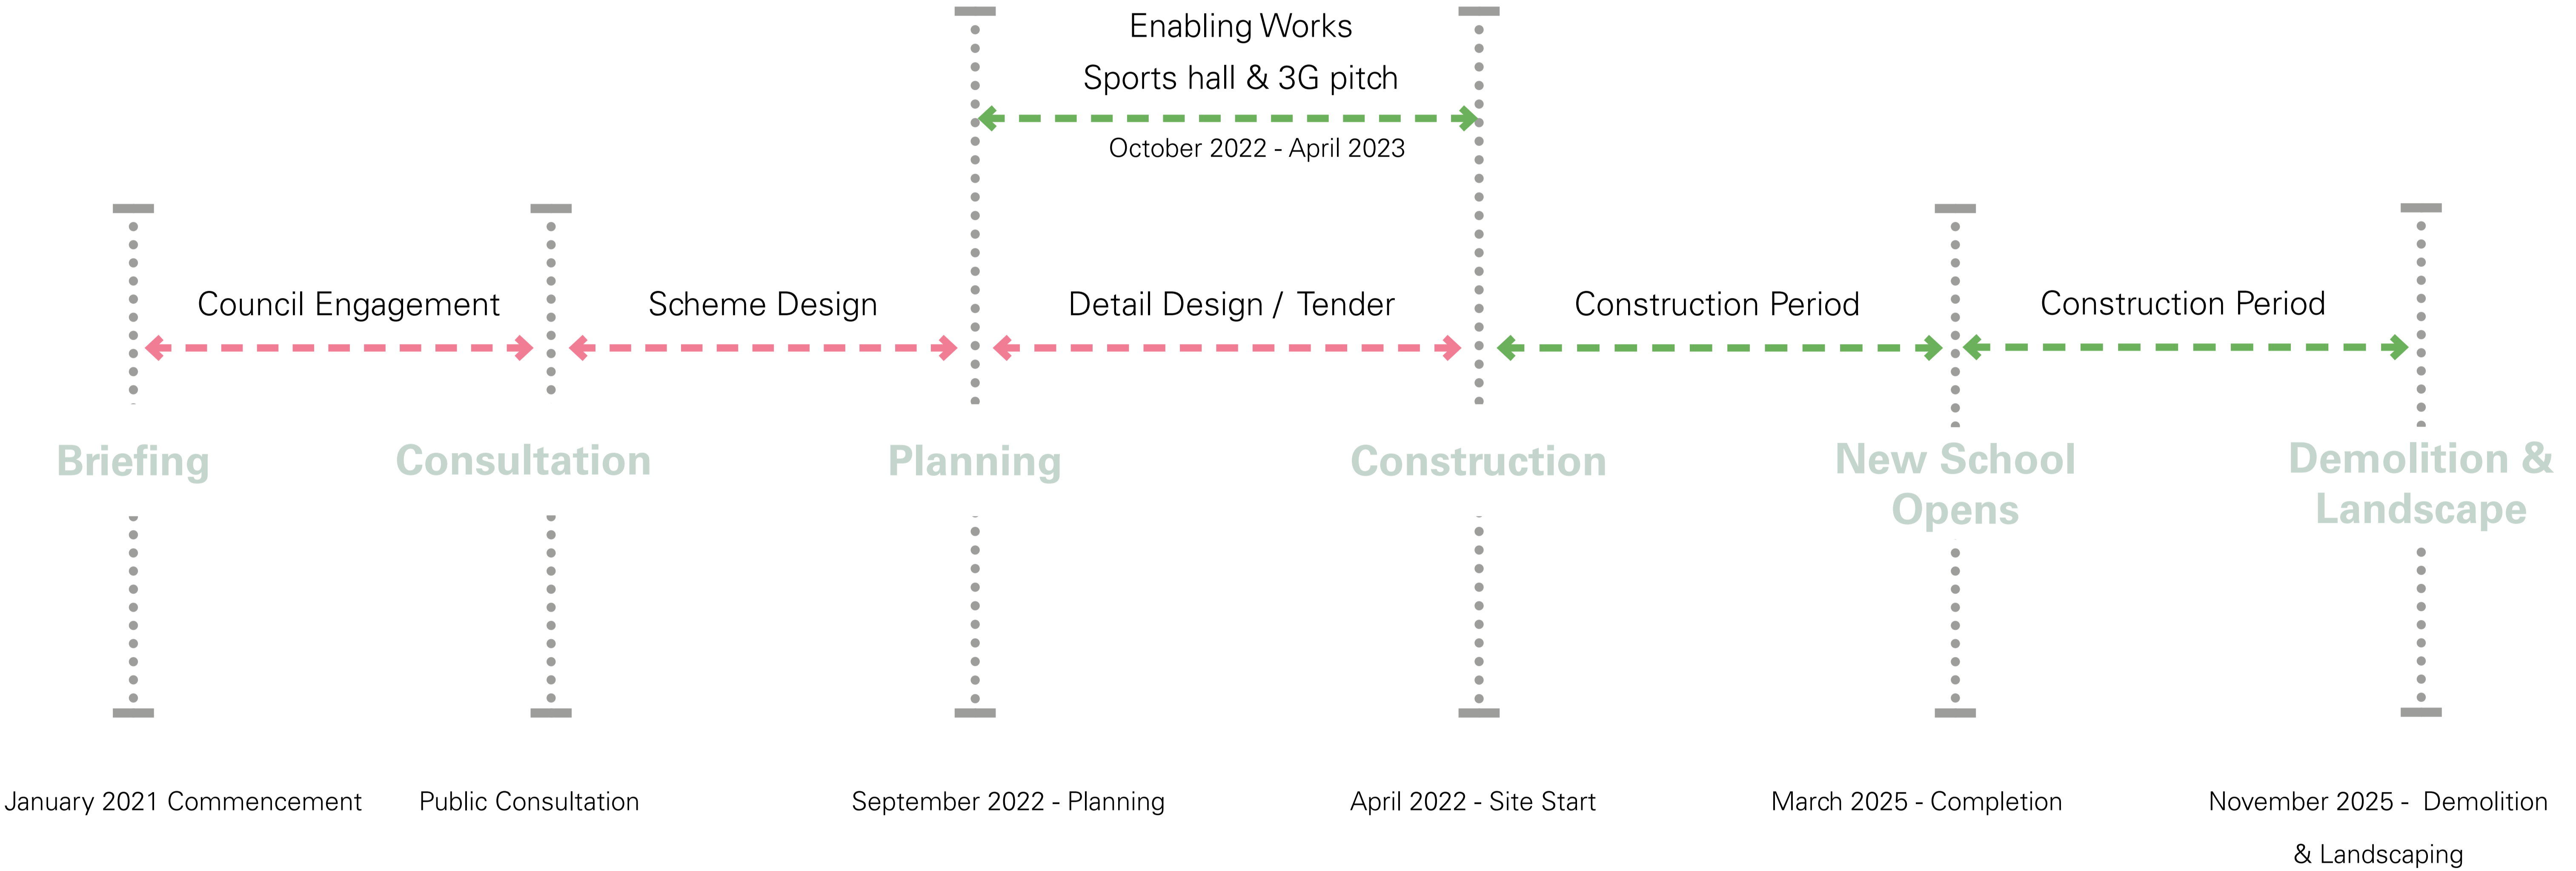 Enabling Works
Sports hall & 3G pitch
October 2022 - April 2023
Council Engagement
Scheme Design
Detail Design / Tender
Construction Period
Construction Period
Briefing
Consultation
Planning
Construction
New School
Opens
Demolition &
Landscape
January 2021 Commencement
Public Consultation
September 2022 - Planning
April 2022 - Site Start
March 2025 - Completion
November 2025 - Demolition
& Landscaping